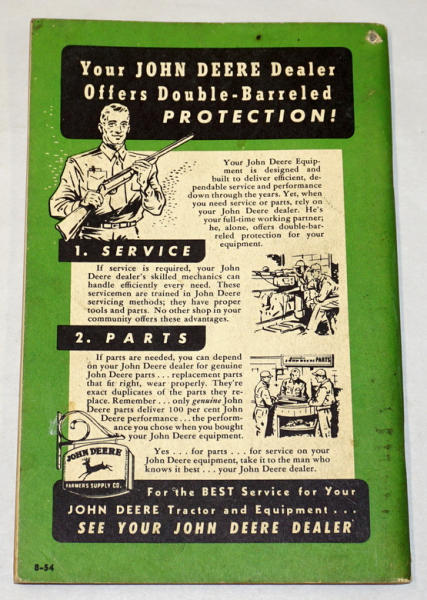 Your JOHN DEERE Dealer
Offers Double-Barreled
PROTECTION!
Your John Deere Equip-
ment is designed and
built to deliver efficient, de-
pendable service and performance
down through the years. Yet, when
you need service or parts, rely on
your John Deere dealer. He's
your full-time working partner;
he, alone, offers double-bar-
reled protection for your
equipment.
1. SERVICE
If service is required, your John
Deere dealer's skilled mechanics can
handle efficiently every need. These
servicemen are trained in John Deere
servicing methods; they have proper
tools and parts. No other shop in your
community offers these advantages.
2. PARTS
If parts are needed, you can depend
on your John Deere dealer for genuine
John Deere parts . . . replacement parts
that fit right, wear properly. They're
exact duplicates of the parts they re-
place. Remember . . . only genuine John
Deere parts deliver 100 per cent John
Deere performance . . . the perform-
ance you chose when you bought
your John Deere equipment.
JOHN DEERE PARTS
Yes . . . for parts . . . for service on your
John Deere equipment, take it to the man who
knows it best . . . your John Deere dealer.
JOHN DEERE
FARMERS SUPPLY CO.
For the BEST Service for Your
JOHN DEERE Tractor and Equipment . . .
SEE YOUR JOHN DEERE DEALER
8-54